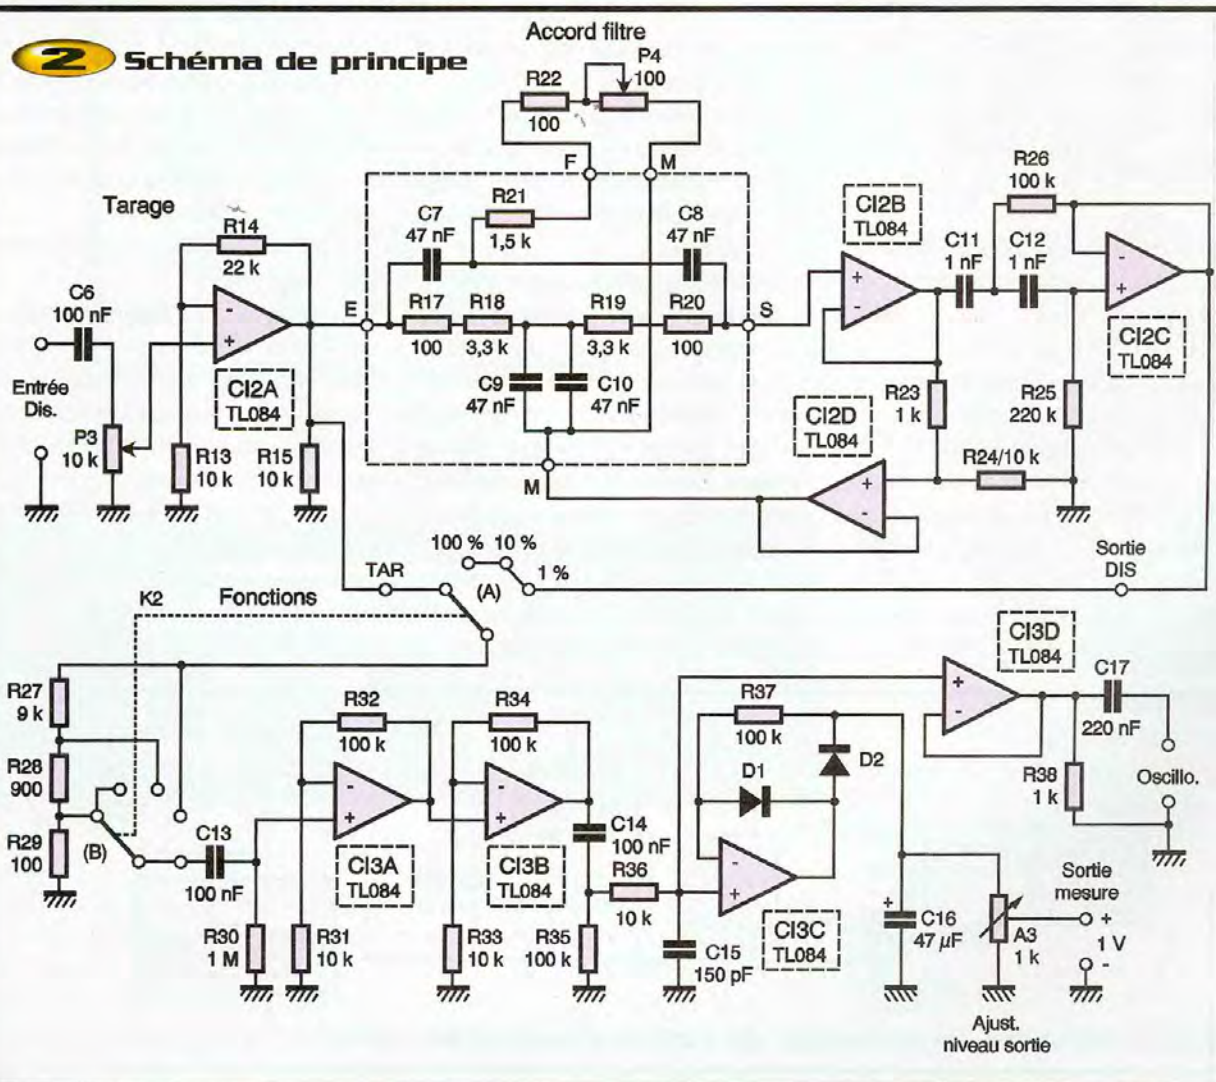 2 Schéma de principe
Accord filtre
R22
100
P4
100
F
M
Tarage
R14
22 k
C6
100 nF
Entrée
Dis.
P3
10 k
CI2A
TL084
R13
10 k
R15
10 k
E
C7
47 nF
R21
1,5 k
C8
47 nF
R17
100
R18
3,3 k
R19
3,3 k
R20
100
S
C9
47 nF
C10
47 nF
M
CI2B
TL084
C11
1 nF
C12
1 nF
R26
100 k
CI2C
TL084
R23
1 k
R25
220 k
CI2D
TL084
R24/10 k
+
-
Sortie
DIS
TAR
100 %
10 %
1 %
(A)
K2
Fonctions
R27
9 k
R28
900
R29
100
(B)
C13
100 nF
R30
1 M
R31
10 k
R32
100 k
CI3A
TL084
R33
10 k
R34
100 k
CI3B
TL084
C14
100 nF
R35
100 k
R36
10 k
C15
150 pF
R37
100 k
D1
D2
CI3C
TL084
CI3D
TL084
C17
220 nF
R38
1 k
Oscillo.
+
C16
47 µF
A3
1 k
Sortie
mesure
+
1 V
-
Ajust.
niveau sortie